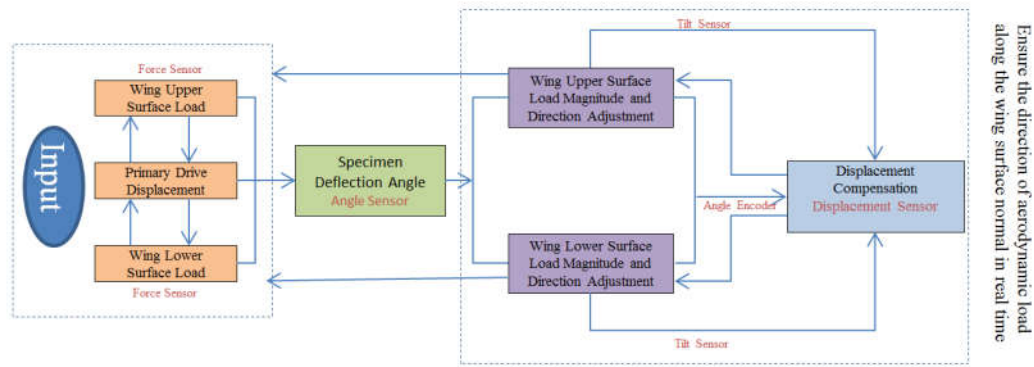 Input
Force Sensor
Wing Upper
Surface Load
Primary Drive
Displacement
Wing Lower
Surface Load
Force Sensor
Specimen
Deflection Angle
Angle Sensor
Tilt Sensor
Wing Upper Surface
Load Magnitude and
Direction Adjustment
Angle Encoder
Wing Lower Surface
Load Magnitude and
Direction Adjustment
Tilt Sensor
Displacement
Compensation
Displacement Sensor
Ensure the direction of aerodynamic load
along the wing surface normal in real time